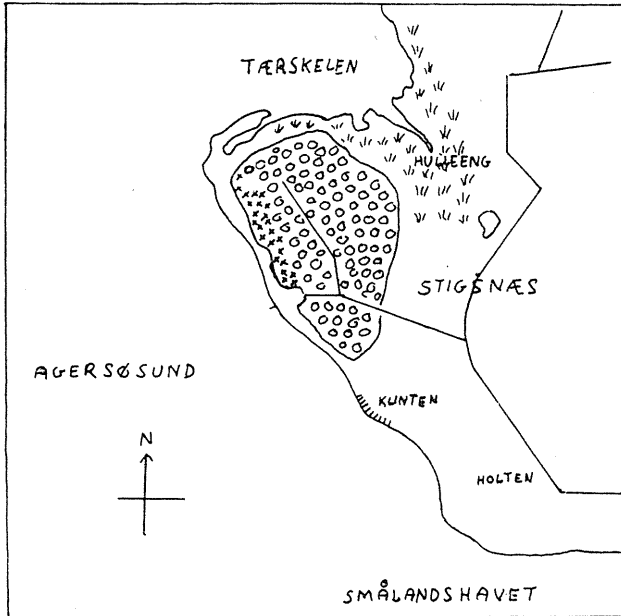 TÆRSKELEN
HULLEENG
STIGSNÆS
AGERSØSUND
KUNTEN
N
HOLTEN
SMÅLANDSHAVET